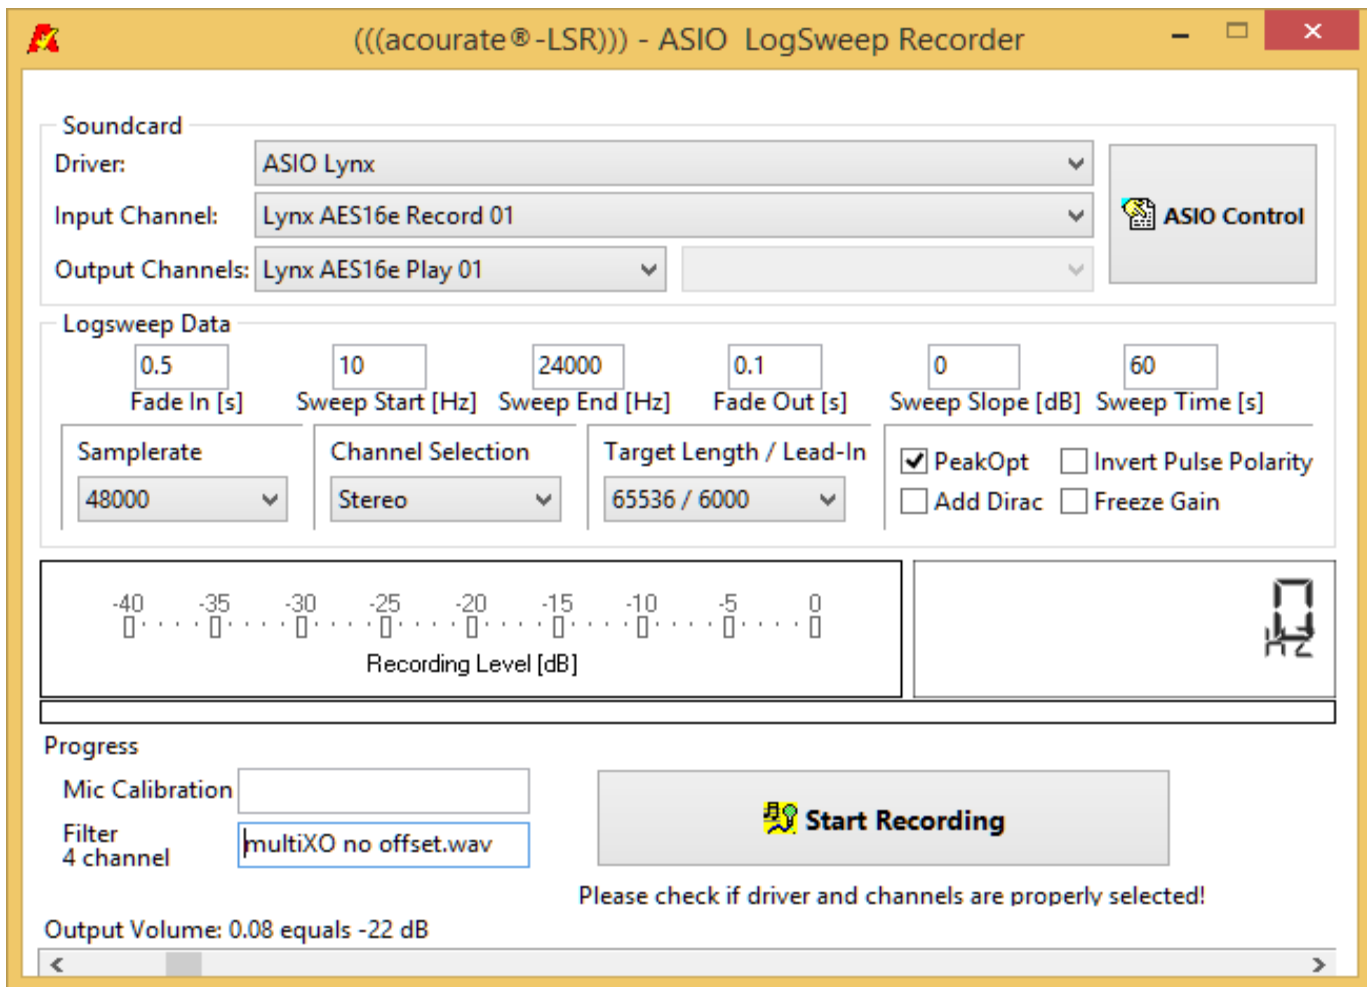 (((acourate®-LSR))) - ASIO LogSweep Recorder
Soundcard
Driver: ASIO Lynx
Input Channel: Lynx AES16e Record 01
ASIO Control
Output Channels: Lynx AES16e Play 01
Logsweep Data
0.5 10 24000 0.1 0 60
Fade In [s] Sweep Start [Hz] Sweep End [Hz] Fade Out [s] Sweep Slope [dB] Sweep Time [s]
Samplerate Channel Selection Target Length / Lead-In
PeakOpt Invert Pulse Polarity
48000 Stereo 65536 / 6000
Add Dirac Freeze Gain
-40 -35 -30 -25 -20 -15 -10 -5 0
Recording Level [dB]
0
HZ
Progress
Mic Calibration
Filter
4 channel
multiXO no offset.wav
Start Recording
Please check if driver and channels are properly selected!
Output Volume: 0.08 equals -22 dB